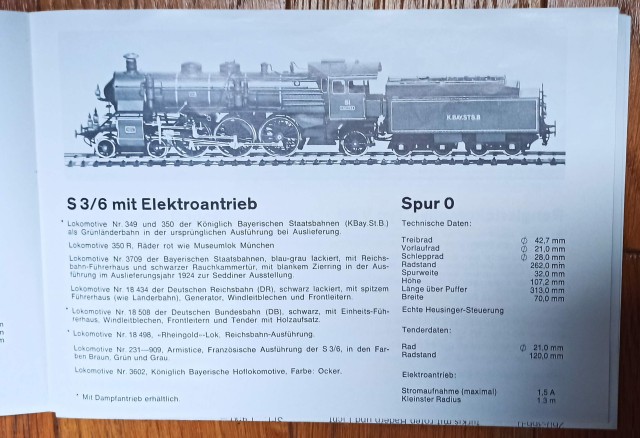 K.BAY.STS.B
S 3/6 mit Elektroantrieb
* Lokomotive Nr. 349 und 350 der Königlich Bayerischen Staatsbahnen (KBay.St.B.)
als Grünländerbahn in der ursprünglichen Ausführung bei Auslieferung.
Lokomotive 350 R, Räder rot wie Museumlok München
Lokomotive Nr. 3709 der Bayerischen Staatsbahnen, blau-grau lackiert, mit Reichs-
bahn-Führerhaus und schwarzer Rauchkammertür, mit blankem Zierring in der Aus-
führung im Auslieferungsjahr 1924 zur Seddiner Ausstellung.
Lokomotive Nr. 18 434 der Deutschen Reichsbahn (DR), schwarz lackiert, mit spitzem
Führerhaus (wie Länderbahn), Generator, Windleitblechen und Frontleitern.
* Lokomotive Nr. 18 508 der Deutschen Bundesbahn (DB), schwarz, mit Einheits-Füh-
rerhaus, Windleitblechen, Frontleitern und Tender mit Holzaufsatz.
* Lokomotive Nr. 18 498, «Rheingold»-Lok, Reichsbahn-Ausführung.
Lokomotive Nr. 231—909, Armistice, Französische Ausführung der S 3/6, in den Far-
ben Braun, Grün und Grau.
Lokomotive Nr. 3602, Königlich Bayerische Hoflokomotive, Farbe: Ocker.
* Mit Dampfantrieb erhältlich.
Spur 0
Technische Daten:
Treibrad ∅ 42,7 mm
Vorlaufrad ∅ 21,0 mm
Schlepprad ∅ 28,0 mm
Radstand 262,0 mm
Spurweite 32,0 mm
Höhe 107,2 mm
Länge über Puffer 313,0 mm
Breite 70,0 mm
Echte Heusinger-Steuerung
Tenderdaten:
Rad ∅ 21,0 mm
Radstand 120,0 mm
Elektroantrieb:
Stromaufnahme (maximal) 1,5 A
Kleinster Radius 1,3 m